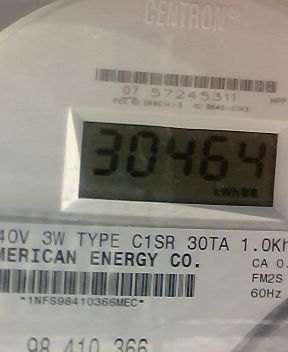 CENTRON®
07 57245311
30464
kWh
40V 3W TYPE C1SR 30TA 1.0Kh
MERICAN ENERGY CO.
CA 0.
FM2S
60Hz
*1NFS98410366MEC*
98 410 366